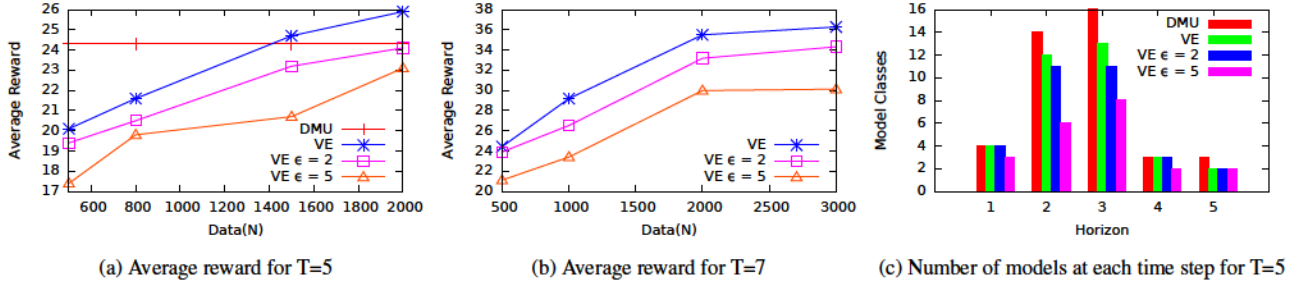 26
25
24
23
22
21
20
19
18
17
Average Reward
600 800 1000 1200 1400 1600 1800 2000
Data(N)
DMU
VE
VE ϵ = 2
VE ϵ = 5
(a) Average reward for T=5
38
36
34
32
30
28
26
24
22
20
Average Reward
500 1000 1500 2000 2500 3000
Data(N)
VE
VE ϵ = 2
VE ϵ = 5
(b) Average reward for T=7
16
14
12
10
8
6
4
2
0
Model Classes
1 2 3 4 5
Horizon
DMU
VE
VE ϵ = 2
VE ϵ = 5
(c) Number of models at each time step for T=5